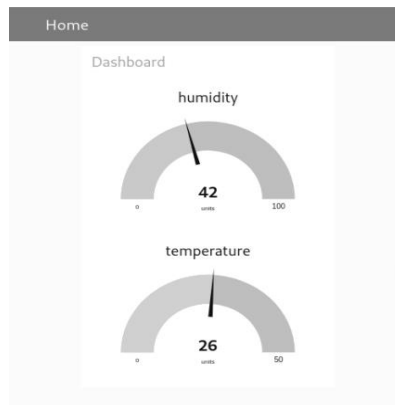 Home
Dashboard
humidity
42
units
0 100
temperature
26
units
0 50